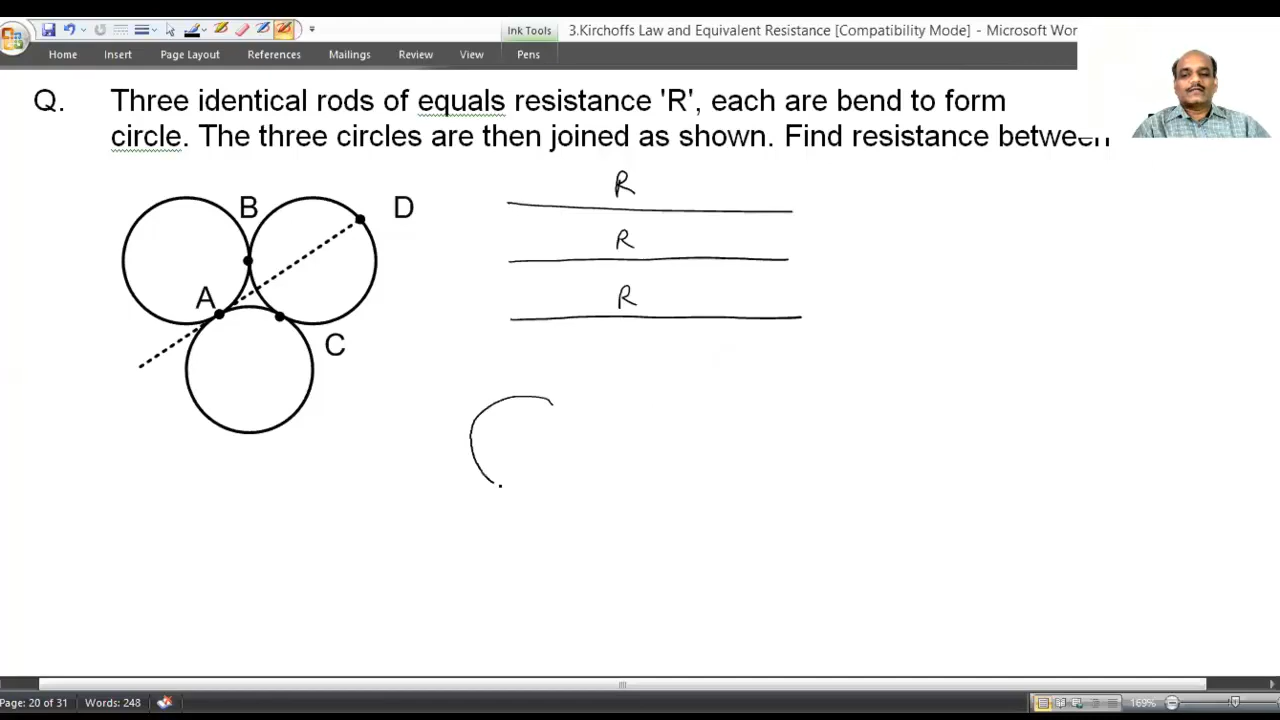 Ink Tools
3.Kirchoffs Law and Equivalent Resistance [Compatibility Mode] - Microsoft Wor
Home Insert Page Layout References Mailings Review View Pens
Q. Three identical rods of equals resistance 'R', each are bend to form
circle. The three circles are then joined as shown. Find resistance between
R
B D
R
A R
C
Page: 20 of 31 Words: 248 169%